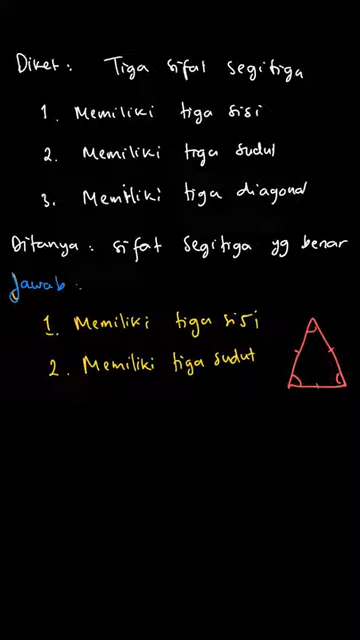 Diket : Tiga sifat segitiga
1. Memiliki tiga sisi
2. Memiliki tiga sudut
3. Memiliki tiga diagonal
Ditanya : sifat segitiga yg benar
Jawab :
1. Memiliki tiga sisi
2. Memiliki tiga sudut